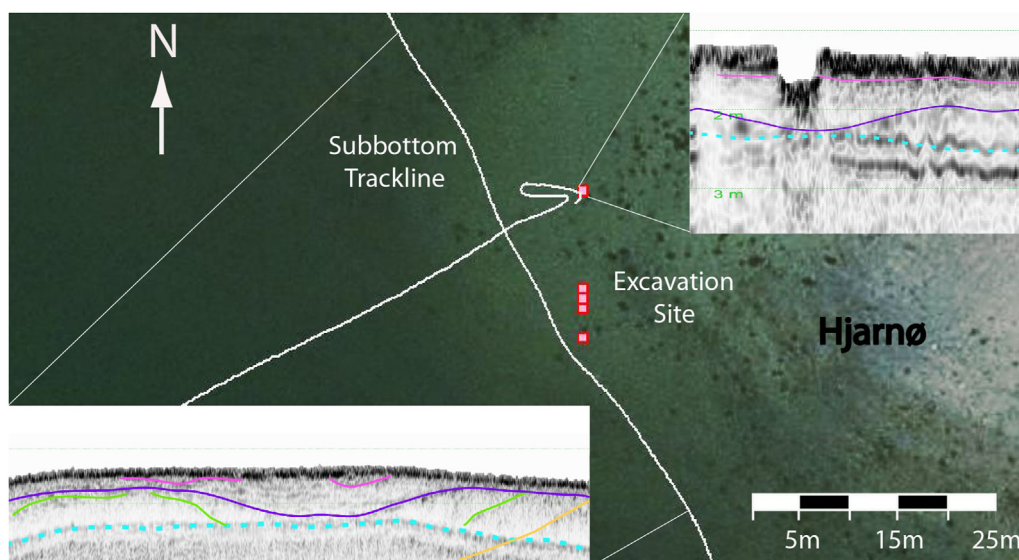 N
Subbottom
Trackline
2 m
3 m
Excavation
Site
Hjarnø
5m
15m
25m